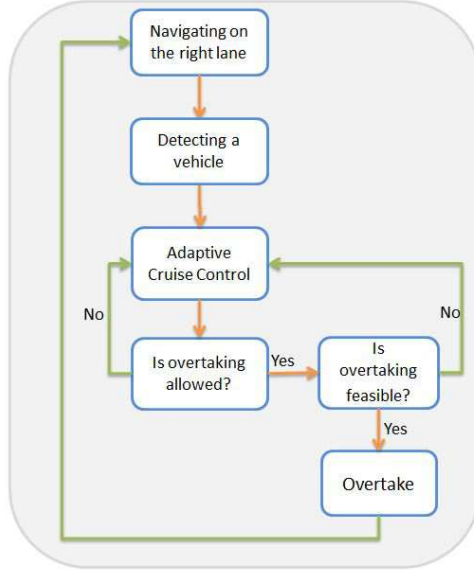 Navigating on
the right lane
Detecting a
vehicle
Adaptive
Cruise Control
No
No
Is overtaking
allowed?
Yes
Is
overtaking
feasible?
Yes
Overtake